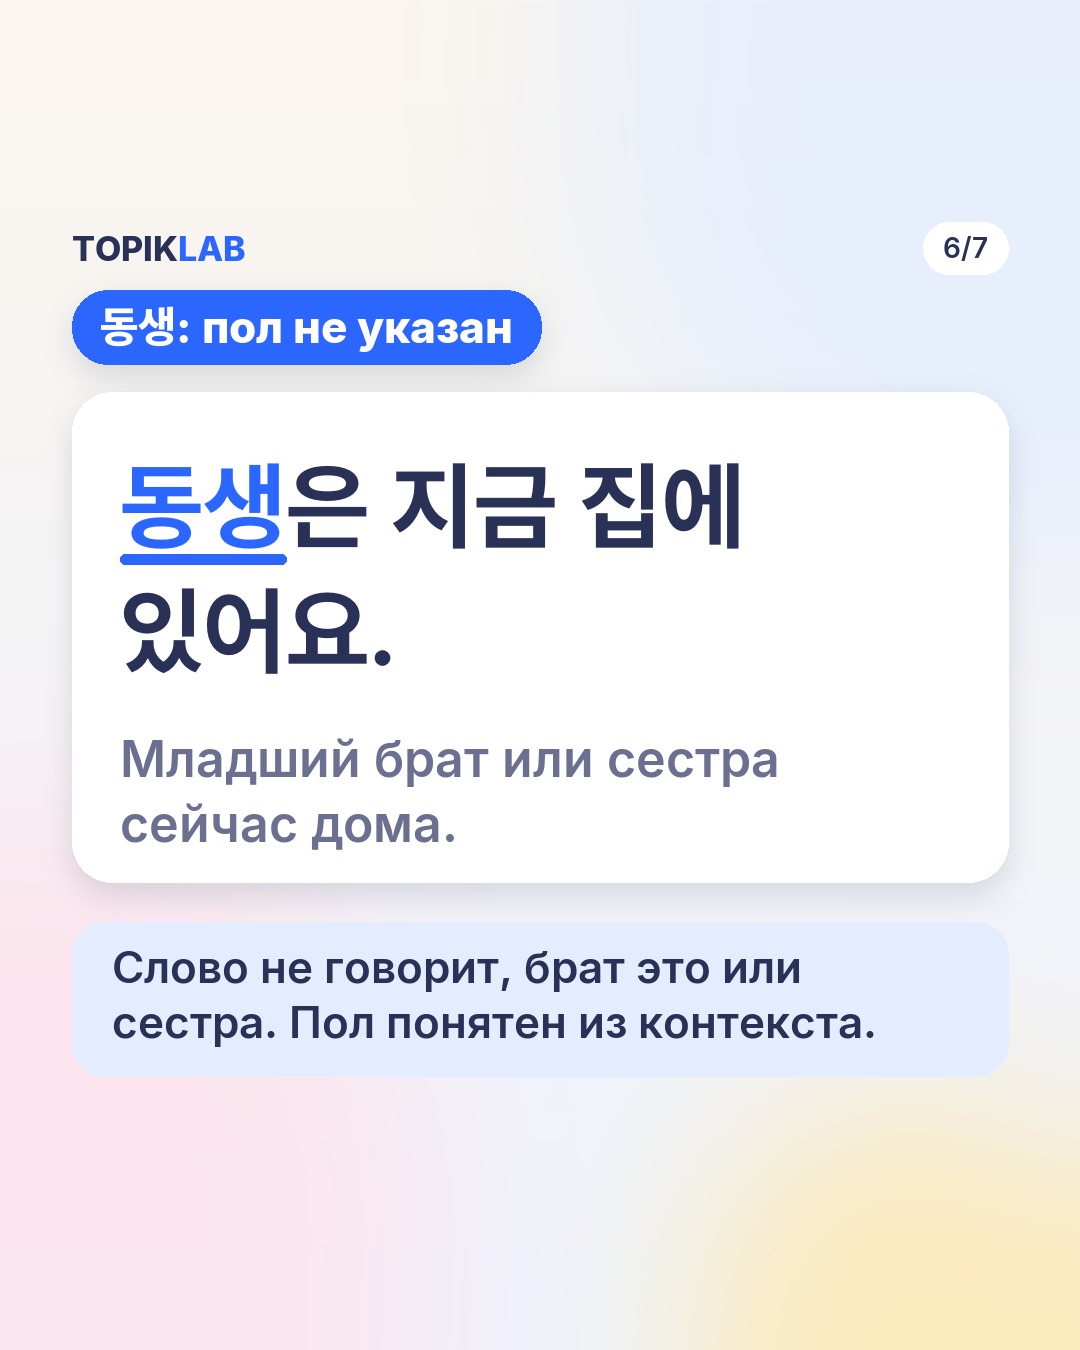 TOPIKLAB
6/7
동생: пол не указан
동생은 지금 집에
있어요.
Младший брат или сестра
сейчас дома.
Слово не говорит, брат это или
сестра. Пол понятен из контекста.